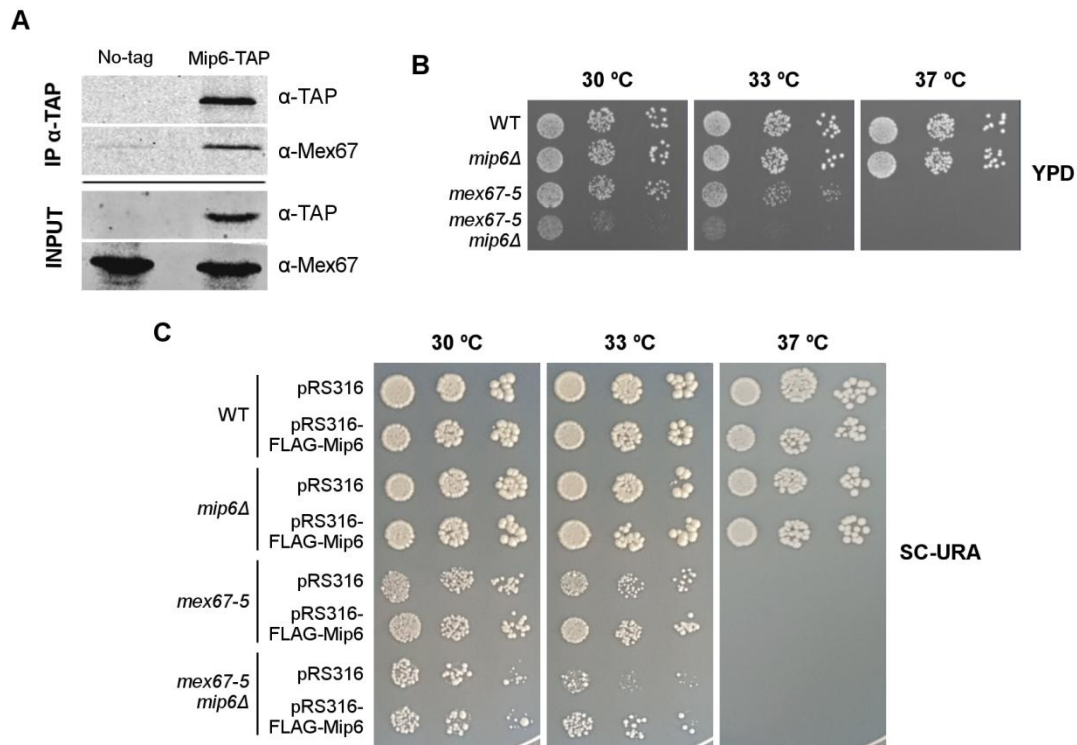 A
No-tag Mip6-TAP
IP α-TAP
α-TAP
α-Mex67
INPUT
α-TAP
α-Mex67
B
30 ºC 33 ºC 37 ºC
WT
mip6Δ
mex67-5
mex67-5
mip6Δ
YPD
C
30 ºC 33 ºC 37 ºC
WT
pRS316
pRS316-
FLAG-Mip6
mip6Δ
pRS316
pRS316-
FLAG-Mip6
mex67-5
pRS316
pRS316-
FLAG-Mip6
mex67-5
mip6Δ
pRS316
pRS316-
FLAG-Mip6
SC-URA